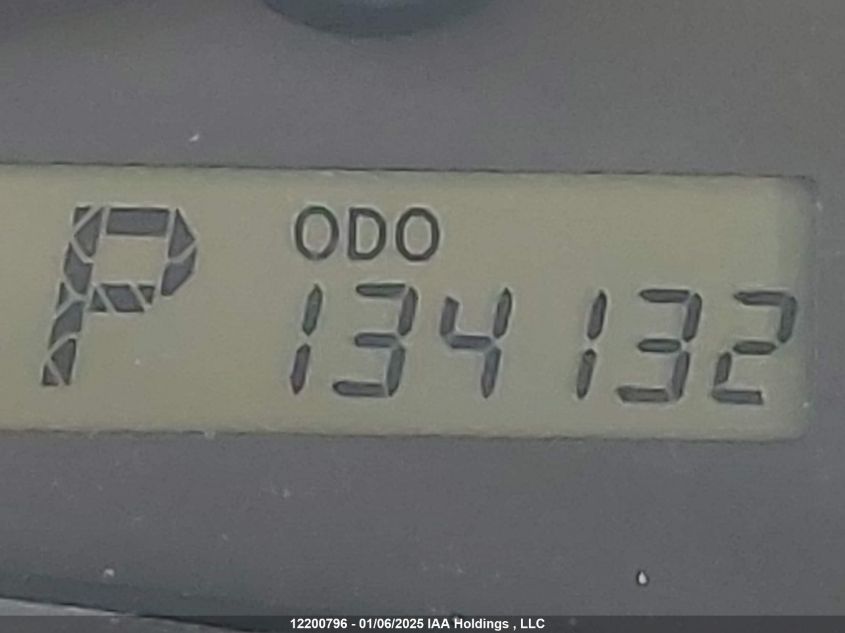 P
ODO
134132
12200796 - 01/06/2025 IAA Holdings , LLC